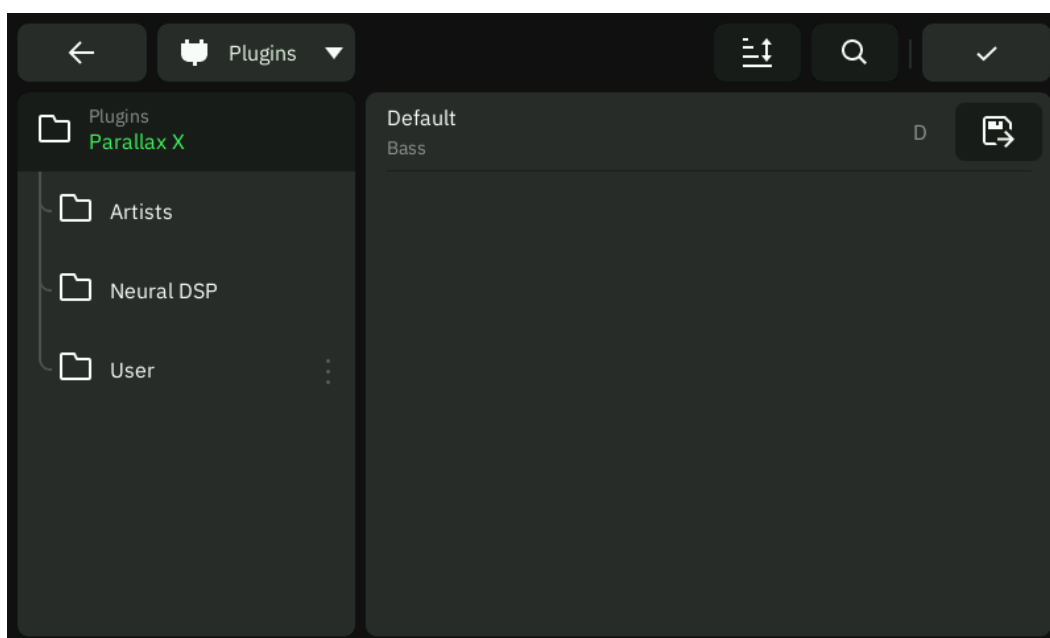 Plugins
Plugins
Parallax X
Artists
Neural DSP
User
Default
Bass
D